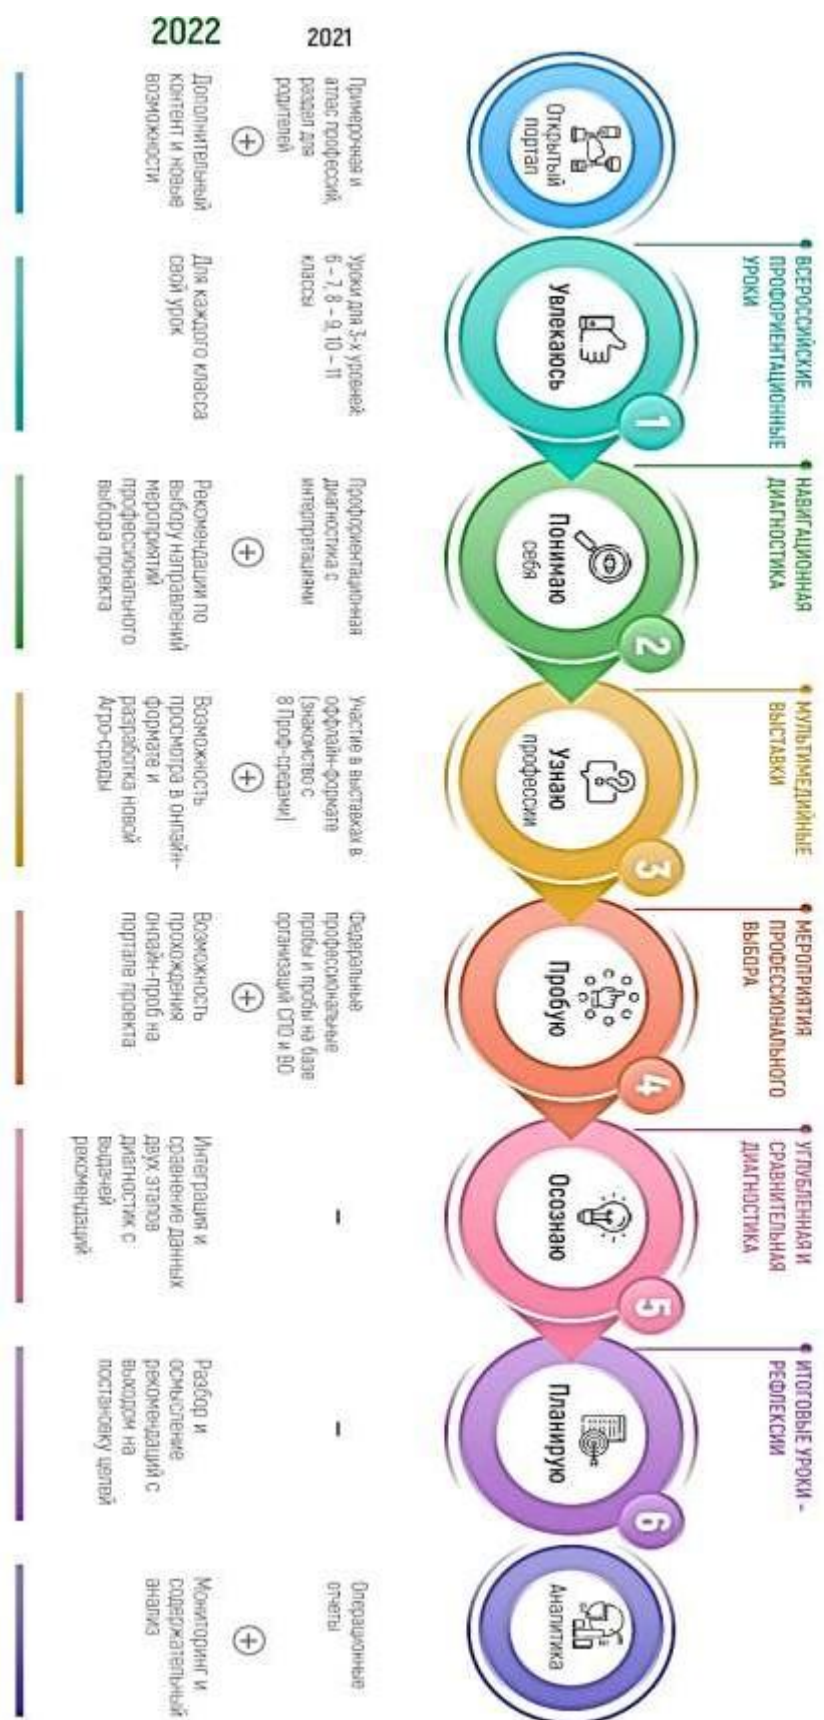 ВСЕРОССИЙСКИЕ
ПРОФОРИЕНТАЦИОННЫЕ
УРОКИ
НАВИГАЦИОННАЯ
ДИАГНОСТИКА
МУЛЬТИМЕДИЙНЫЕ
ВЫСТАВКИ
МЕРОПРИЯТИЯ
ПРОФЕССИОНАЛЬНОГО
ВЫБОРА
УГЛУБЛЕННАЯ И
СРАВНИТЕЛЬНАЯ
ДИАГНОСТИКА
ИТОГОВЫЕ УРОКИ –
РЕФЛЕКСИИ
Открытый
портал
Увлекаюсь
1
Понимаю
себя
2
Узнаю
профессии
3
Пробую
4
Осознаю
5
Планирую
6
Аналитика
2021
Примерочная и
атлас профессий,
раздел для
родителей
Уроки для 3-х уровней:
6 – 7, 8 – 9, 10 – 11
классы
Профориентационная
диагностика с
интерпретациями
Участие в выставках в
оффлайн-формате
(знакомство с
8 Проф-средами)
Федеральные
профессиональные
пробы и пробы на базе
организаций СПО и ВО
–
–
Операционные
отчеты
+
+
+
+
+
2022
Дополнительный
контент и новые
возможности
Для каждого класса
свой урок
Рекомендации по
выбору направлений
мероприятий
профессионального
выбора проекта
Возможность
просмотра в онлайн-
формате и
разработка новой
Агро-среды
Возможность
прохождения
онлайн-проб на
портале проекта
Интеграция и
сравнение данных
двух этапов
диагностик с
выдачей
рекомендаций
Разбор и
осмысление
рекомендаций с
выходом на
постановку целей
Мониторинг и
содержательный
анализ